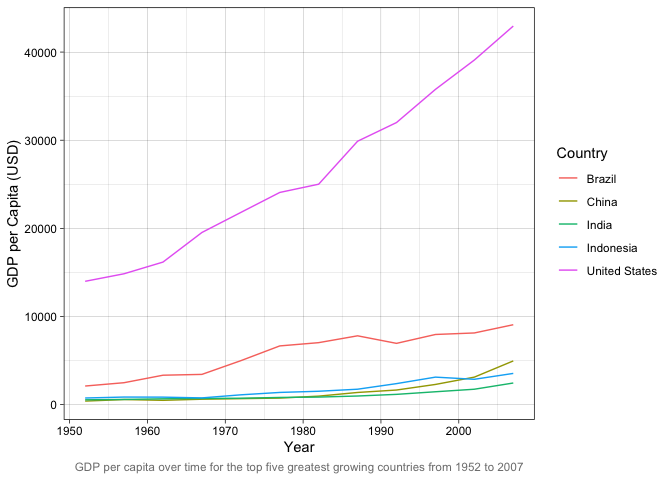 40000
30000
20000
10000
0
GDP per Capita (USD)
1950
1960
1970
1980
1990
2000
Year
Country
Brazil
China
India
Indonesia
United States
GDP per capita over time for the top five greatest growing countries from 1952 to 2007